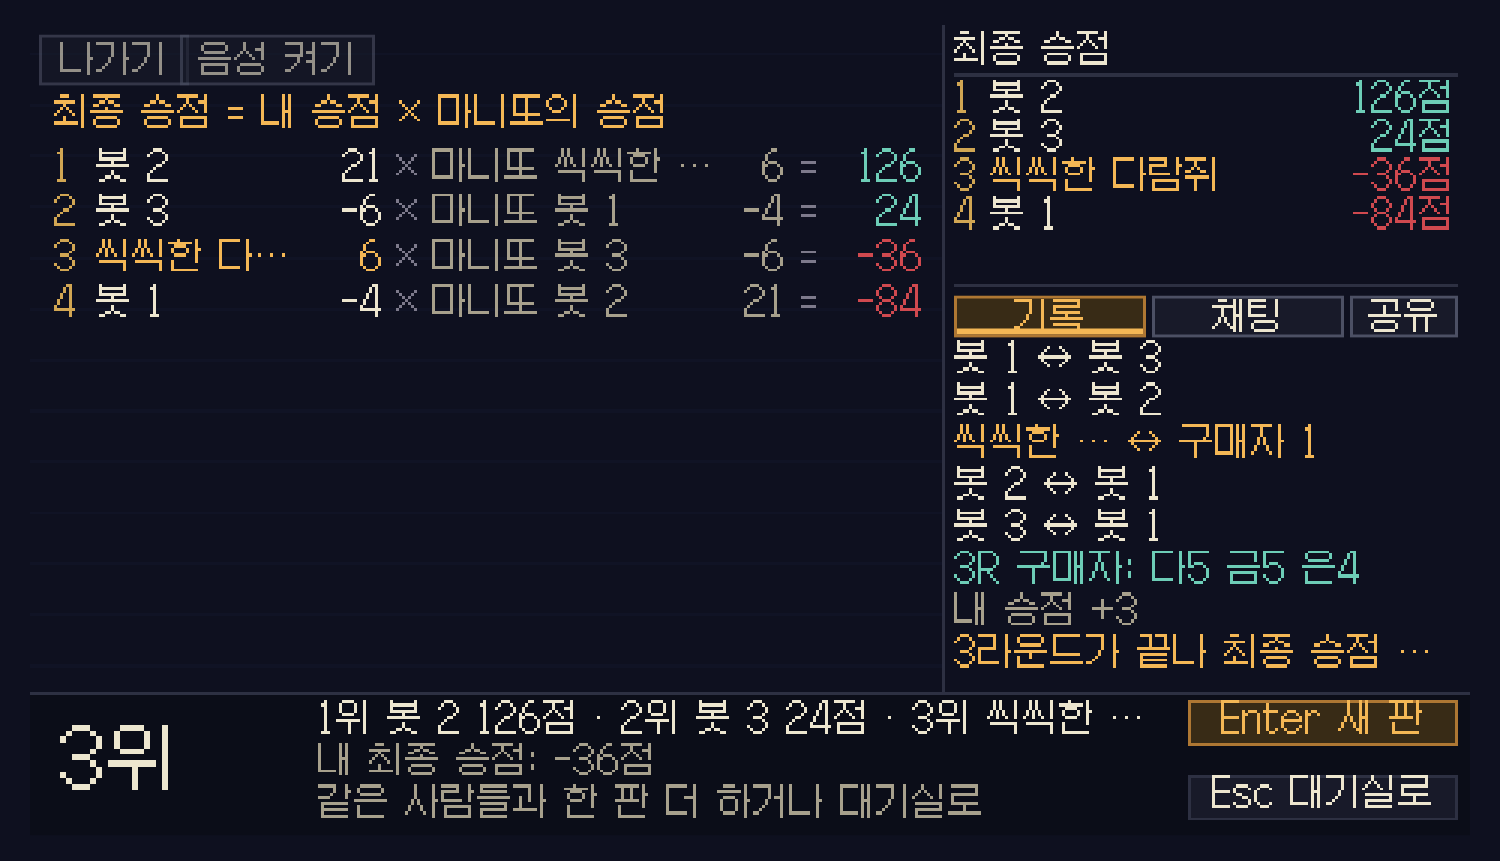 나가기 음성 켜기
최종 승점 = 내 승점 × 마니또의 승점
1 봇 2 21 × 마니또 씩씩한 … 6 = 126
2 봇 3 -6 × 마니또 봇 1 -4 = 24
3 씩씩한 다… 6 × 마니또 봇 3 -6 = -36
4 봇 1 -4 × 마니또 봇 2 21 = -84
최종 승점
1 봇 2 126점
2 봇 3 24점
3 씩씩한 다람쥐 -36점
4 봇 1 -84점
기록 채팅 공유
봇 1 ⇔ 봇 3
봇 1 ⇔ 봇 2
씩씩한 … ⇔ 구매자 1
봇 2 ⇔ 봇 1
봇 3 ⇔ 봇 1
3R 구매자: 다5 금5 은4
내 승점 +3
3라운드가 끝나 최종 승점 …
3위
1위 봇 2 126점 · 2위 봇 3 24점 · 3위 씩씩한 …
내 최종 승점: -36점
같은 사람들과 한 판 더 하거나 대기실로
Enter 새 판
Esc 대기실로